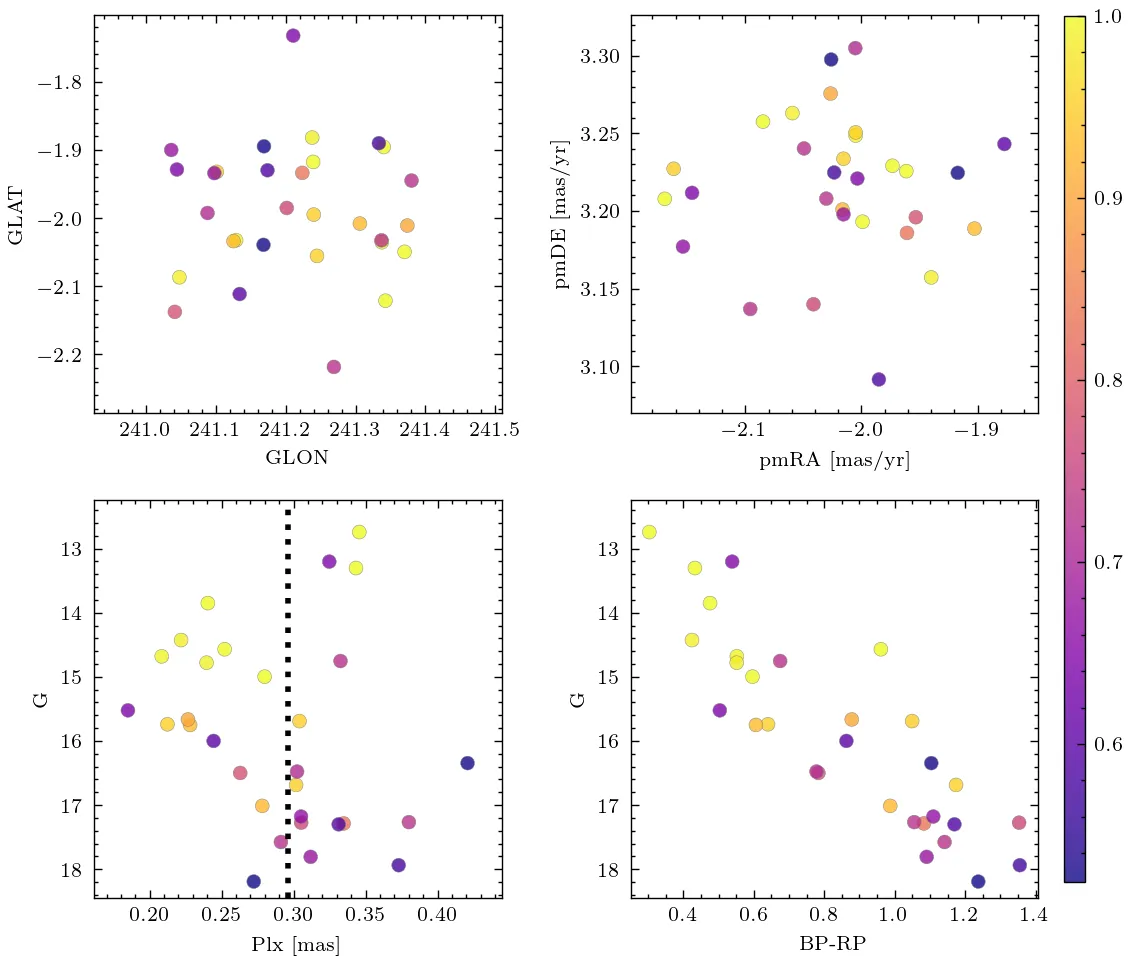 GLAT
−1.8
−1.9
−2.0
−2.1
−2.2
241.0 241.1 241.2 241.3 241.4 241.5
GLON
pmDE [mas/yr]
3.30
3.25
3.20
3.15
3.10
−2.1 −2.0 −1.9
pmRA [mas/yr]
G
13
14
15
16
17
18
0.20 0.25 0.30 0.35 0.40
Plx [mas]
G
13
14
15
16
17
18
0.4 0.6 0.8 1.0 1.2 1.4
BP-RP
1.0
0.9
0.8
0.7
0.6